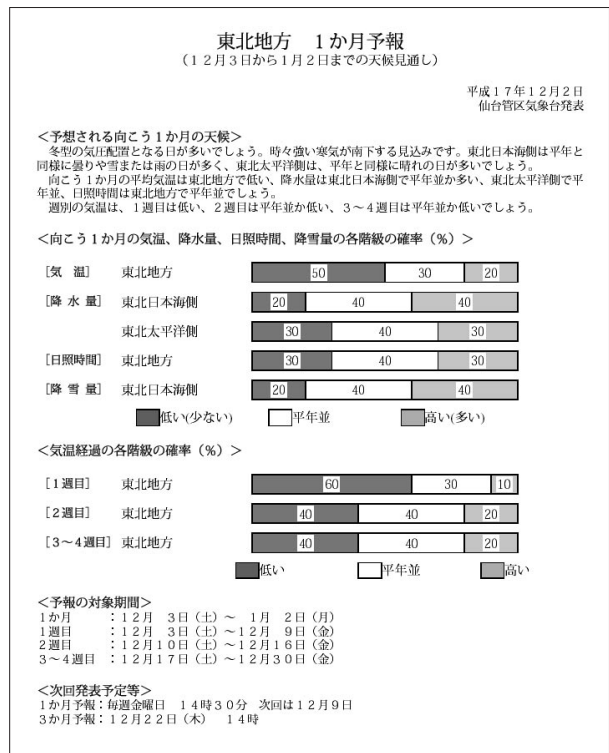 東北地方　１か月予報
（１２月３日から１月２日までの天候見通し）
平成１７年１２月２日
仙台管区気象台発表
＜予想される向こう１か月の天候＞
　冬型の気圧配置となる日が多いでしょう。時々強い寒気が南下する見込みです。東北日本海側は平年と
同様に曇りや雪または雨の日が多く、東北太平洋側は、平年と同様に晴れの日が多いでしょう。
　向こう１か月の平均気温は東北地方で低い、降水量は東北日本海側で平年並か多い、東北太平洋側で平
年並、日照時間は東北地方で平年並でしょう。
　週別の気温は、１週目は低い、２週目は平年並か低い、３～４週目は平年並か低いでしょう。
＜向こう１か月の気温、降水量、日照時間、降雪量の各階級の確率（％）＞
［気　温］　東北地方　50　30　20
［降 水 量］　東北日本海側　20　40　40
東北太平洋側　30　40　30
［日照時間］　東北地方　30　40　30
［降 雪 量］　東北日本海側　20　40　40
低い(少ない)　平年並　高い(多い)
＜気温経過の各階級の確率（％）＞
［１週目］　東北地方　60　30　10
［２週目］　東北地方　40　40　20
［３～４週目］　東北地方　40　40　20
低い　平年並　高い
＜予報の対象期間＞
１か月　　：１２月　３日（土）～　１月　２日（月）
１週目　　：１２月　３日（土）～１２月　９日（金）
２週目　　：１２月１０日（土）～１２月１６日（金）
３～４週目　：１２月１７日（土）～１２月３０日（金）
＜次回発表予定等＞
１か月予報：毎週金曜日　１４時３０分　次回は１２月９日
３か月予報：１２月２２日（木）　１４時